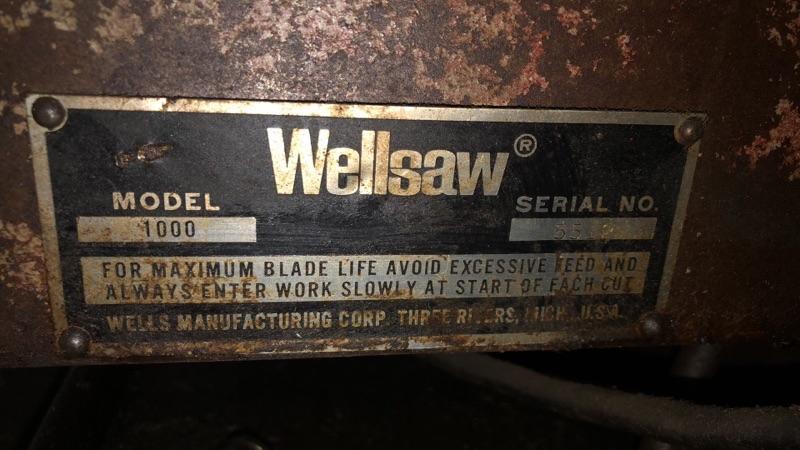 Wellsaw®
MODEL
1000
SERIAL NO.
FOR MAXIMUM BLADE LIFE AVOID EXCESSIVE FEED AND
ALWAYS ENTER WORK SLOWLY AT START OF EACH CUT
WELLS MANUFACTURING CORP. THREE RIVERS, MICH. U.S.A.